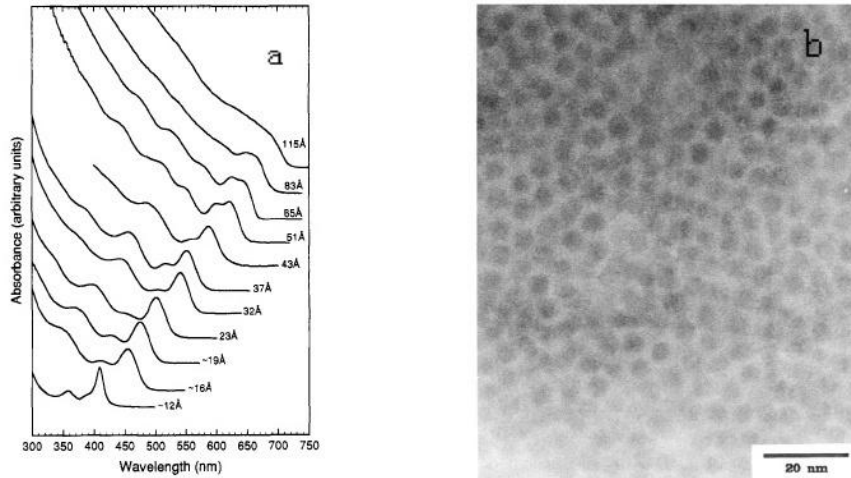 a
b
Absorbance (arbitrary units)
115Å
83Å
65Å
51Å
43Å
37Å
32Å
23Å
~19Å
~16Å
~12Å
300 350 400 450 500 550 600 650 700 750
Wavelength (nm)
20 nm